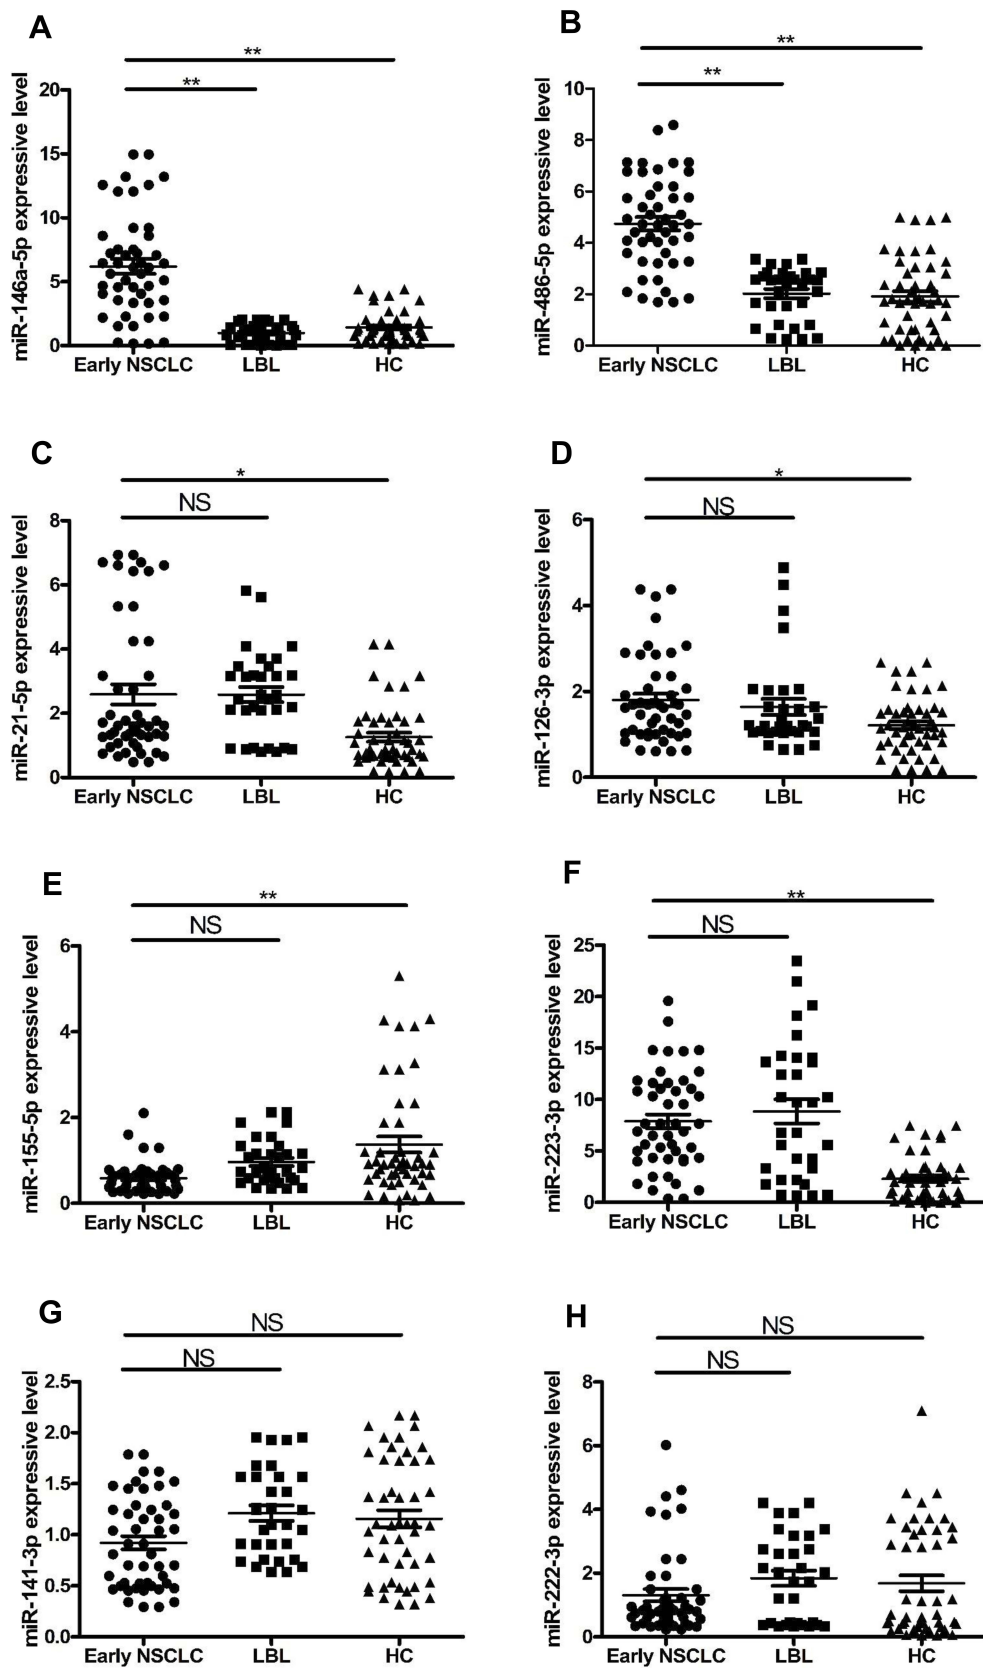 A
**
**
miR-146a-5p expressive level
20
15
10
5
0
Early NSCLC LBL HC
B
**
**
miR-486-5p expressive level
10
8
6
4
2
0
Early NSCLC LBL HC
C
*
NS
miR-21-5p expressive level
8
6
4
2
0
Early NSCLC LBL HC
D
*
NS
miR-126-3p expressive level
6
4
2
0
Early NSCLC LBL HC
E
**
NS
miR-155-5p expressive level
6
4
2
0
Early NSCLC LBL HC
F
**
NS
miR-223-3p expressive level
25
20
15
10
5
0
Early NSCLC LBL HC
G
NS
NS
miR-141-3p expressive level
2.5
2.0
1.5
1.0
0.5
0.0
Early NSCLC LBL HC
H
NS
NS
miR-222-3p expressive level
8
6
4
2
0
Early NSCLC LBL HC